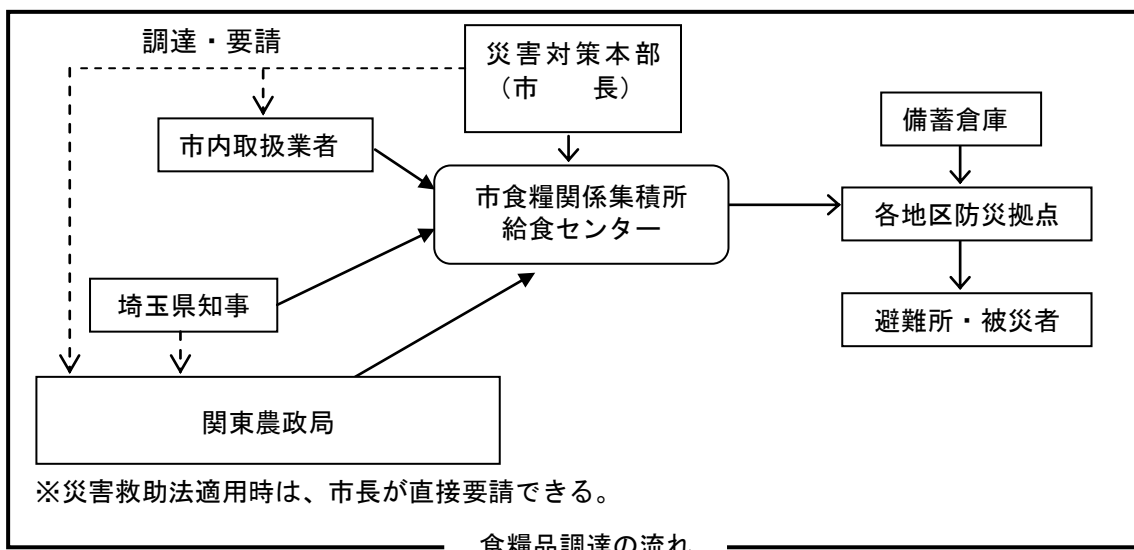 調達・要請
災害対策本部
（市　　長）
市内取扱業者
備蓄倉庫
市食糧関係集積所
給食センター
各地区防災拠点
埼玉県知事
避難所・被災者
関東農政局
※災害救助法適用時は、市長が直接要請できる。
食糧品調達の流れ